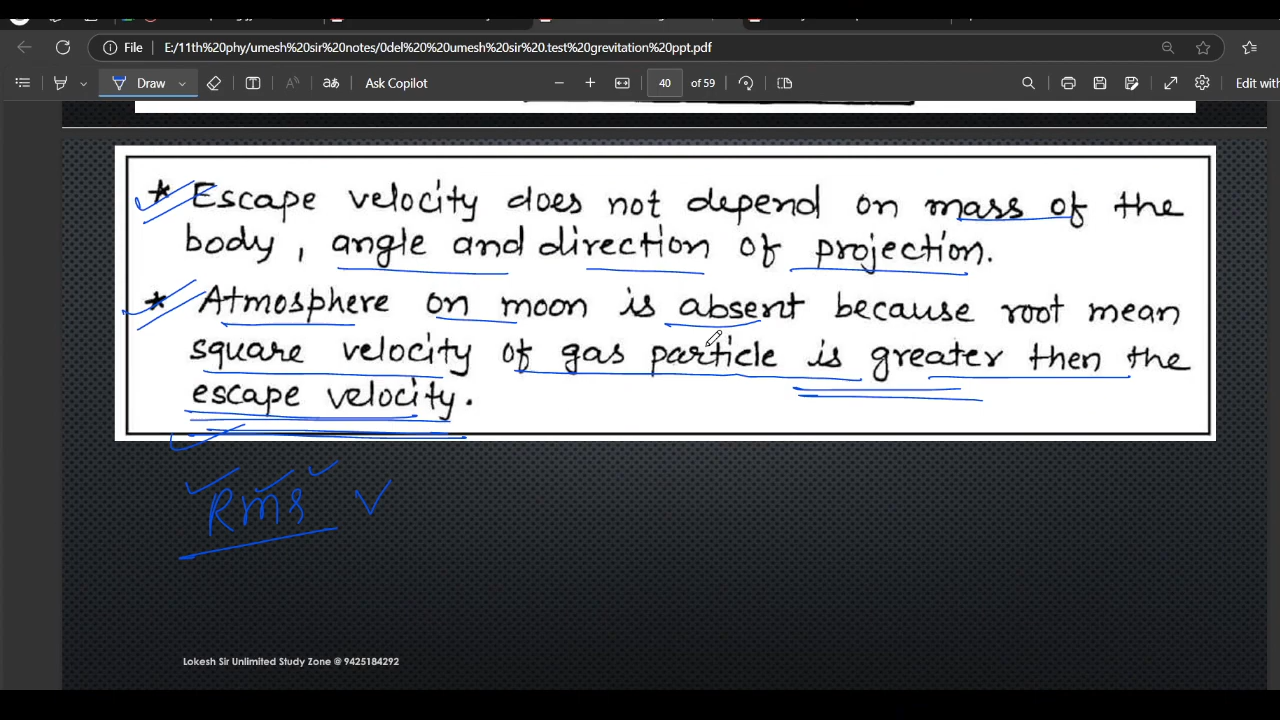 File E:/11th%20phy/umesh%20sir%20notes/0del%20%20umesh%20sir%20.test%20grevitation%20ppt.pdf
Draw aあ Ask Copilot 40 of 59 Edit with
* Escape velocity does not depend on mass of the
body, angle and direction of projection.
* Atmosphere on moon is absent because root mean
square velocity of gas particle is greater then the
escape velocity.
Rms v
Lokesh Sir Unlimited Study Zone @ 9425184292